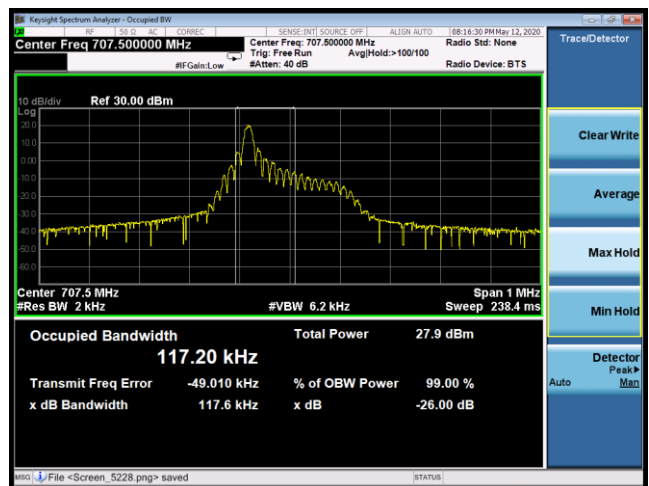 Keysight Spectrum Analyzer - Occupied BW
RF 50 Ω AC CORREC SENSE:INT SOURCE OFF ALIGN AUTO 08:16:30 PM May 12, 2020
Center Freq 707.500000 MHz
Center Freq: 707.500000 MHz
Radio Std: None
Trig: Free Run Avg|Hold:>100/100
#IFGain:Low
#Atten: 40 dB
Radio Device: BTS
10 dB/div Ref 30.00 dBm
Log
20.0
10.0
0.00
-10.0
-20.0
-30.0
-40.0
-50.0
-60.0
Center 707.5 MHz Span 1 MHz
#Res BW 2 kHz #VBW 6.2 kHz Sweep 238.4 ms
Occupied Bandwidth Total Power 27.9 dBm
117.20 kHz
Transmit Freq Error -49.010 kHz % of OBW Power 99.00 %
x dB Bandwidth 117.6 kHz x dB -26.00 dB
MSG File <Screen_5228.png> saved STATUS
Trace/Detector
Clear Write
Average
Max Hold
Min Hold
Detector
Peak▶
Auto Man